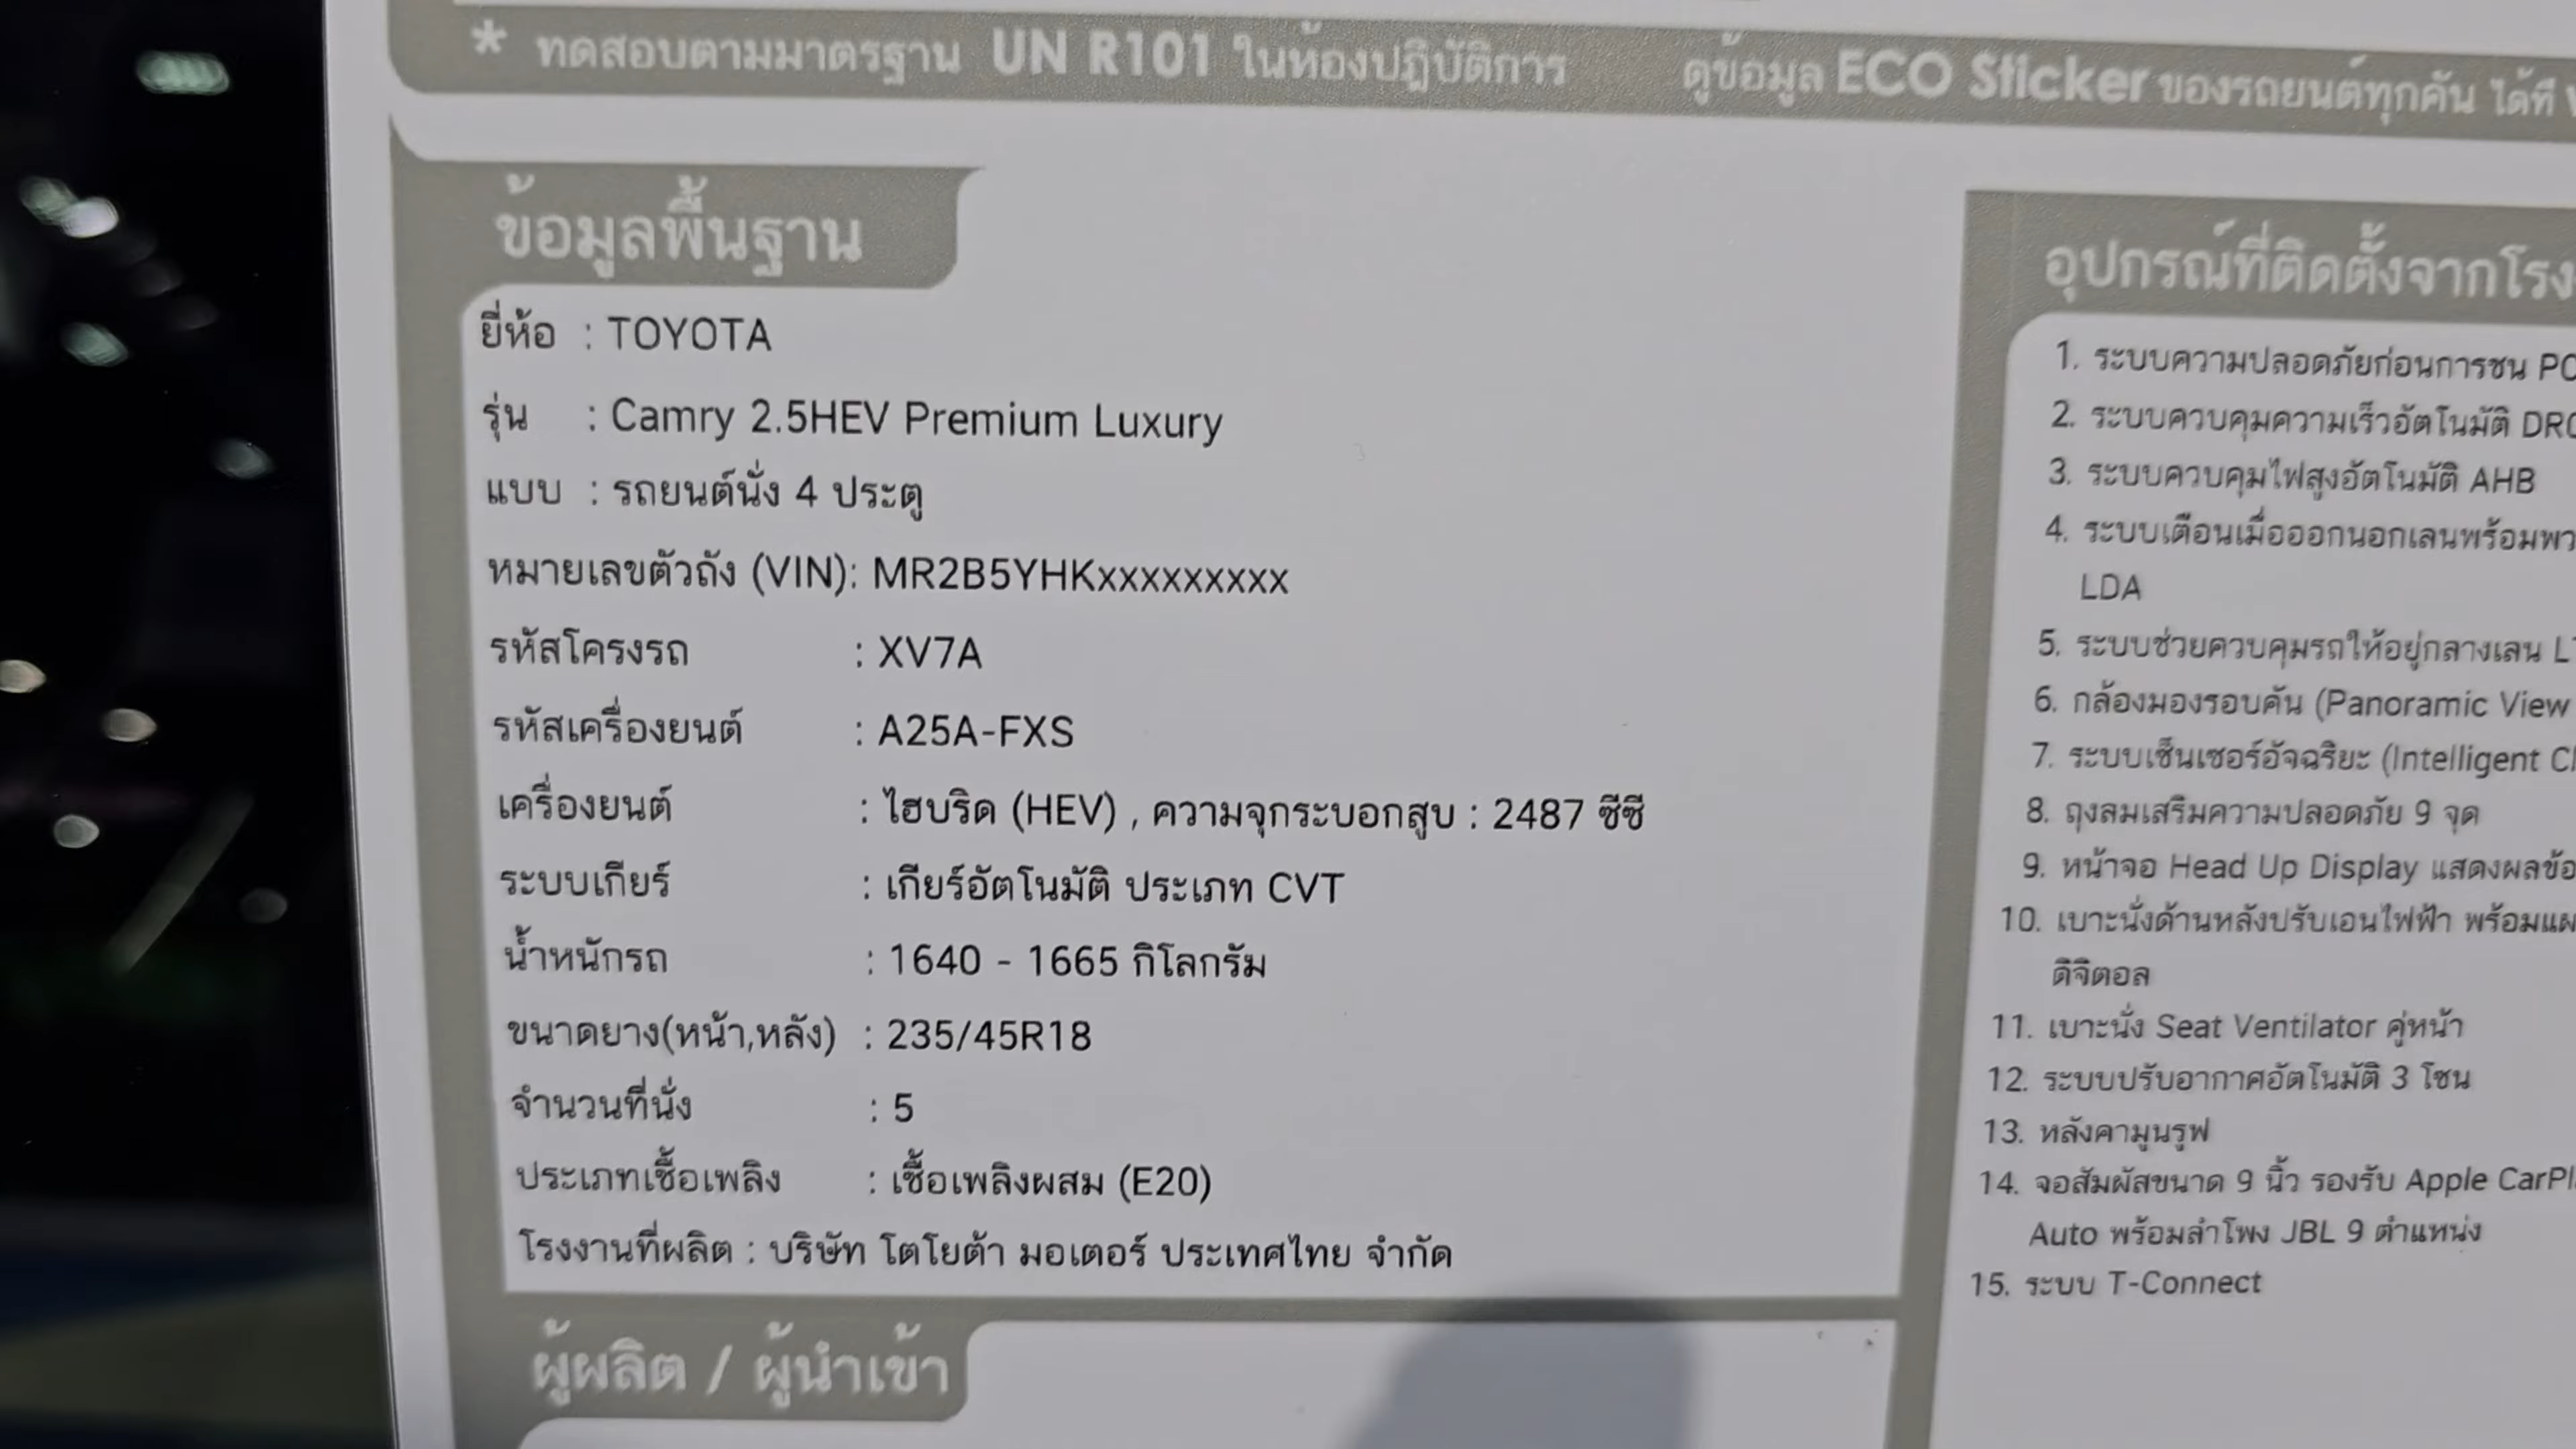 * ทดสอบตามมาตรฐาน UN R101 ในห้องปฏิบัติการ ดูข้อมูล ECO Sticker ของรถยนต์ทุกคัน ได้ที่
ข้อมูลพื้นฐาน
ยี่ห้อ : TOYOTA
รุ่น : Camry 2.5HEV Premium Luxury
แบบ : รถยนต์นั่ง 4 ประตู
หมายเลขตัวถัง (VIN): MR2B5YHKxxxxxxxxx
รหัสโครงรถ : XV7A
รหัสเครื่องยนต์ : A25A-FXS
เครื่องยนต์ : ไฮบริด (HEV) , ความจุกระบอกสูบ : 2487 ซีซี
ระบบเกียร์ : เกียร์อัตโนมัติ ประเภท CVT
น้ำหนักรถ : 1640 - 1665 กิโลกรัม
ขนาดยาง(หน้า,หลัง) : 235/45R18
จำนวนที่นั่ง : 5
ประเภทเชื้อเพลิง : เชื้อเพลิงผสม (E20)
โรงงานที่ผลิต : บริษัท โตโยต้า มอเตอร์ ประเทศไทย จำกัด
ผู้ผลิต / ผู้นำเข้า
อุปกรณ์ที่ติดตั้งจากโรง
1. ระบบความปลอดภัยก่อนการชน
2. ระบบควบคุมความเร็วอัตโนมัติ
3. ระบบควบคุมไฟสูงอัตโนมัติ AHB
4. ระบบเตือนเมื่อออกนอกเลนพร้อม
LDA
5. ระบบช่วยควบคุมรถให้อยู่กลางเลน
6. กล้องมองรอบคัน (Panoramic View
7. ระบบเซ็นเซอร์อัจฉริยะ (Intelligent
8. ถุงลมเสริมความปลอดภัย 9 จุด
9. หน้าจอ Head Up Display แสดงผล
10. เบาะนั่งด้านหลังปรับเอนไฟฟ้า พร้อม
ดิจิตอล
11. เบาะนั่ง Seat Ventilator คู่หน้า
12. ระบบปรับอากาศอัตโนมัติ 3 โซน
13. หลังคามูนรูฟ
14. จอสัมผัสขนาด 9 นิ้ว รองรับ Apple
Auto พร้อมลำโพง JBL 9 ตำแหน่ง
15. ระบบ T-Connect